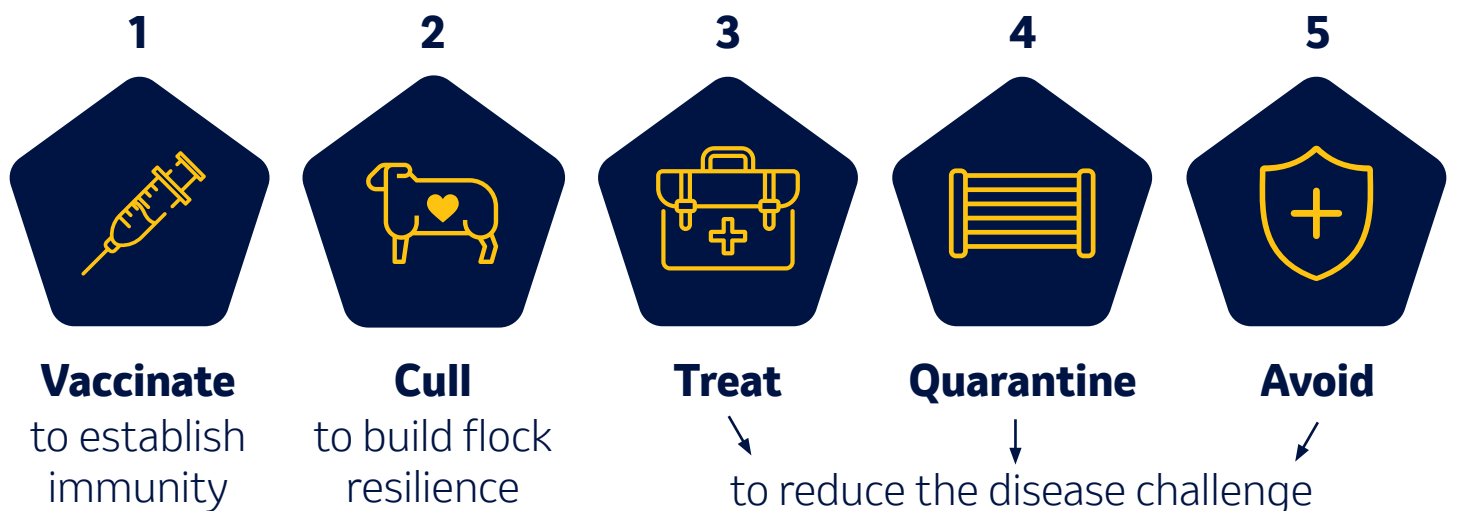 1
2
3
4
5
Vaccinate
to establish
immunity
Cull
to build flock
resilience
Treat
Quarantine
Avoid
to reduce the disease challenge